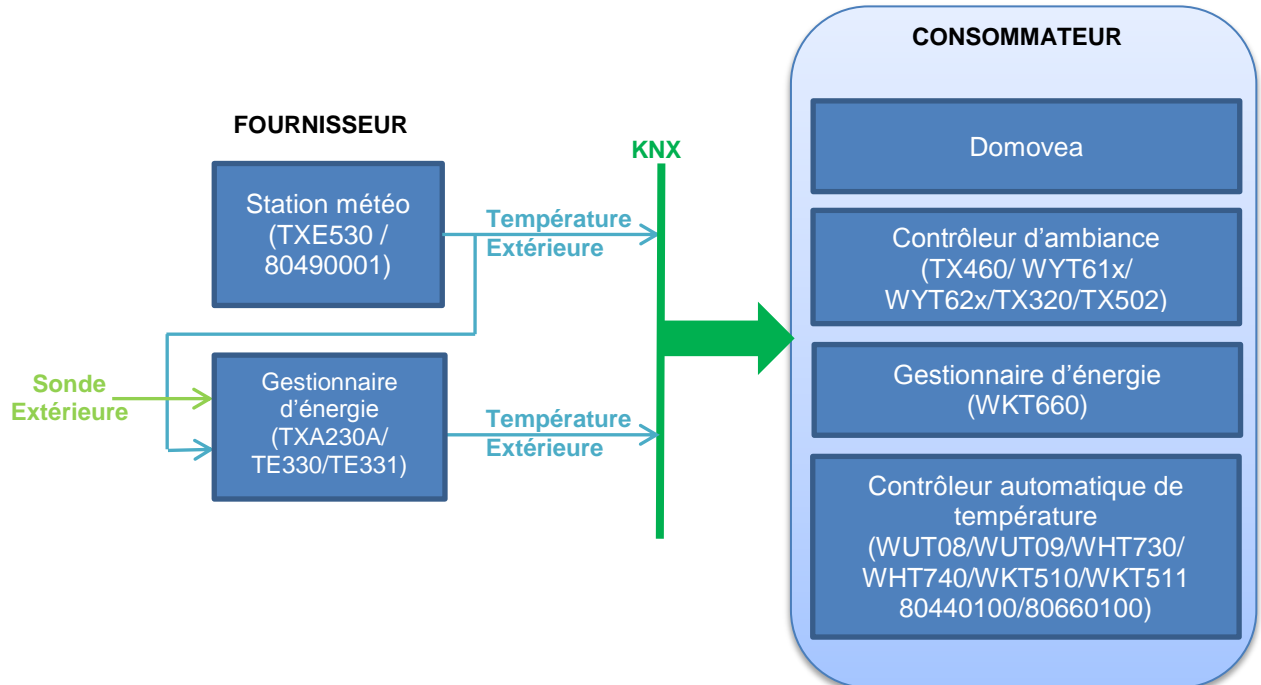 FOURNISSEUR
Station météo
(TXE530 /
80490001)
Température
Extérieure
Sonde
Extérieure
Gestionnaire
d'énergie
(TXA230A/
TE330/TE331)
Température
Extérieure
KNX
CONSOMMATEUR
Domovea
Contrôleur d'ambiance
(TX460/ WYT61x/
WYT62x/TX320/TX502)
Gestionnaire d'énergie
(WKT660)
Contrôleur automatique de
température
(WUT08/WUT09/WHT730/
WHT740/WKT510/WKT511
80440100/80660100)